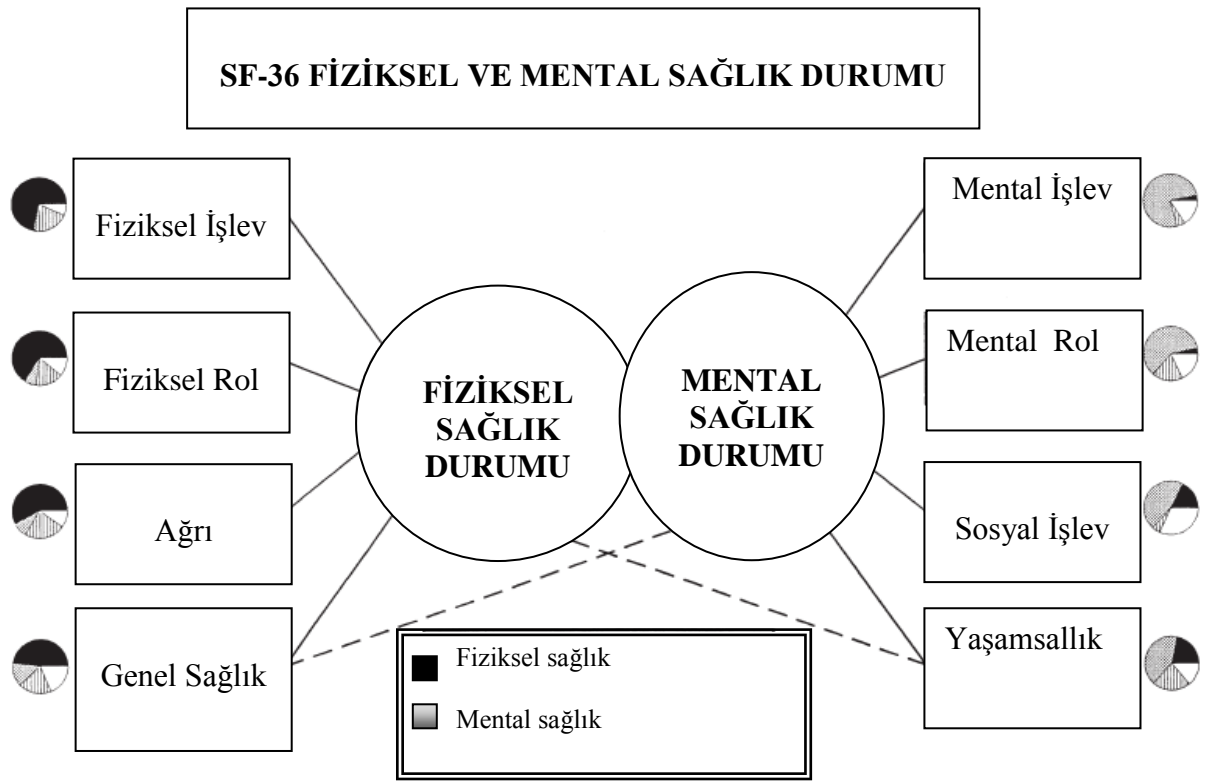 SF-36 FİZİKSEL VE MENTAL SAĞLIK DURUMU
Fiziksel İşlev
Fiziksel Rol
Ağrı
Genel Sağlık
FİZİKSEL
SAĞLIK
DURUMU
MENTAL
SAĞLIK
DURUMU
Mental İşlev
Mental Rol
Sosyal İşlev
Yaşamsallık
Fiziksel sağlık
Mental sağlık